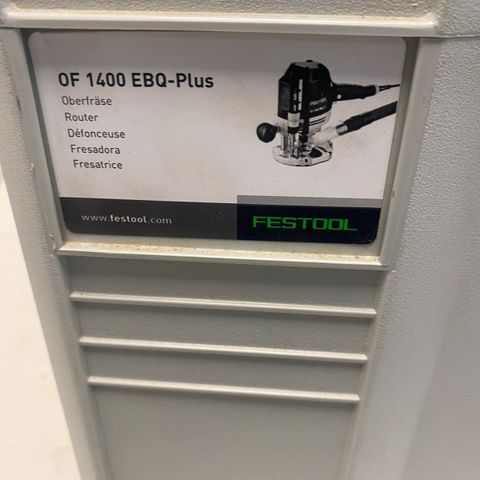 OF 1400 EBQ-Plus
Oberfräse
Router
Défonceuse
Fresadora
Fresatrice
www.festool.com
FESTOOL